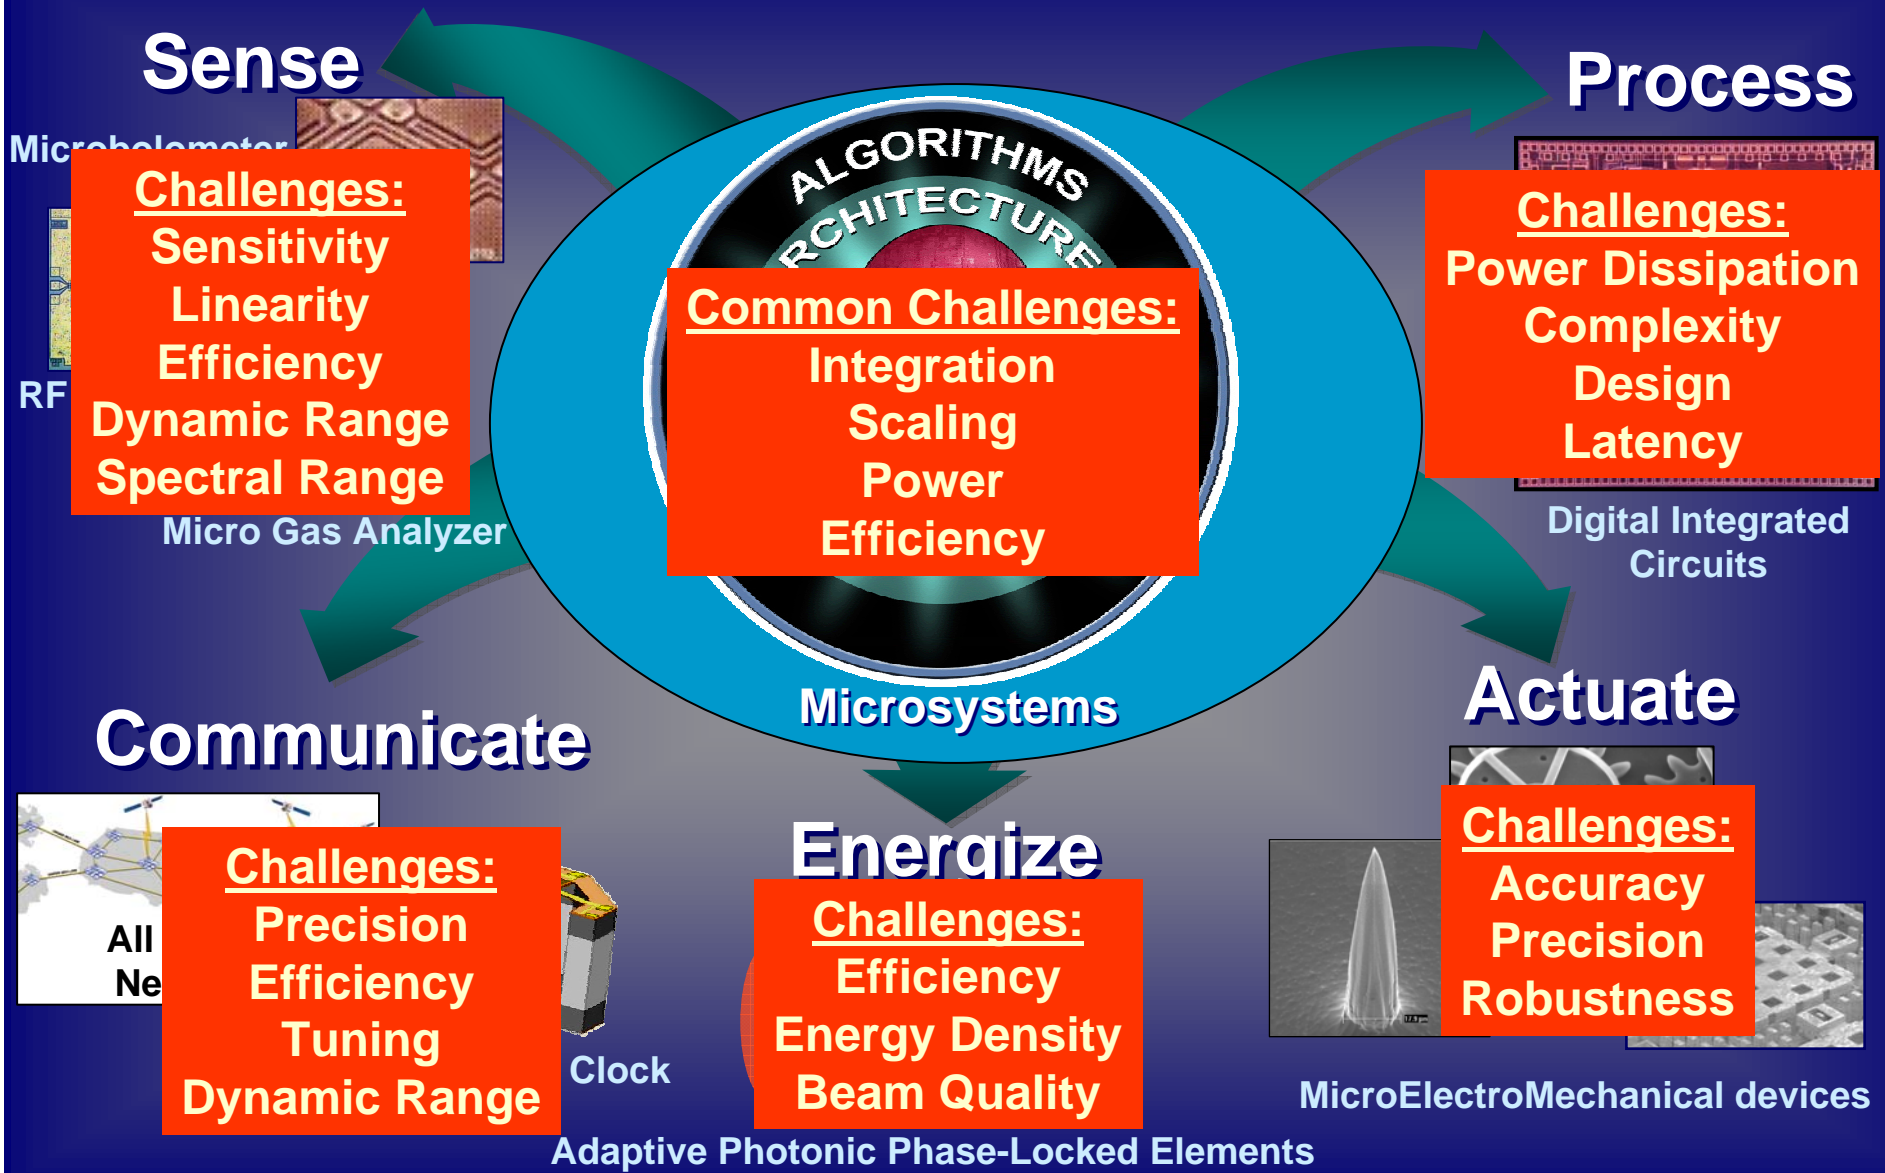 Sense
Microbolometer
Challenges:
Sensitivity
Linearity
Efficiency
Dynamic Range
Spectral Range
RF
Micro Gas Analyzer
ALGORITHMS
ARCHITECTURE
Common Challenges:
Integration
Scaling
Power
Efficiency
Microsystems
Process
Challenges:
Power Dissipation
Complexity
Design
Latency
Digital Integrated
Circuits
Communicate
All
Challenges:
Precision
Efficiency
Tuning
Dynamic Range
Clock
Energize
Challenges:
Efficiency
Energy Density
Beam Quality
Adaptive Photonic Phase-Locked Elements
Actuate
Challenges:
Accuracy
Precision
Robustness
MicroElectroMechanical devices